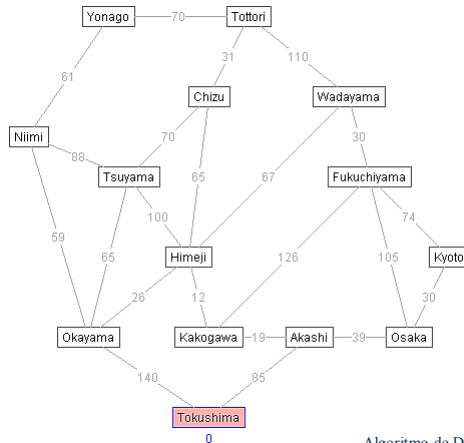 Yonago 70 Tottori
61 31 110
Chizu Wadayama
Niimi 88 70 30
Tsuyama 65 67 Fukuchiyama
59 100 74
65 Himeji 126 105 Kyoto
26 12 30
Okayama Kakogawa 19 Akashi 39 Osaka
140 85
Tokushima
0
Algoritmo de D